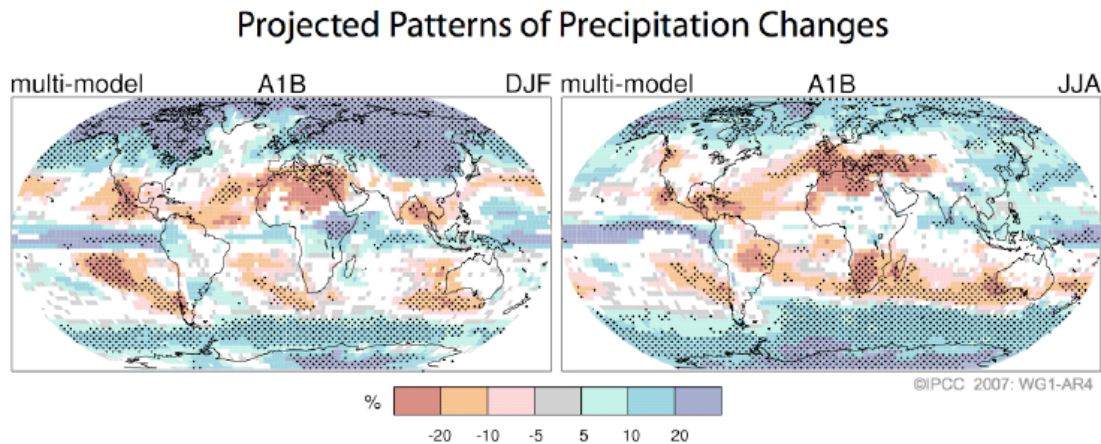 Projected Patterns of Precipitation Changes
multi-model A1B DJF
multi-model A1B JJA
©IPCC 2007: WG1-AR4
%
-20 -10 -5 5 10 20